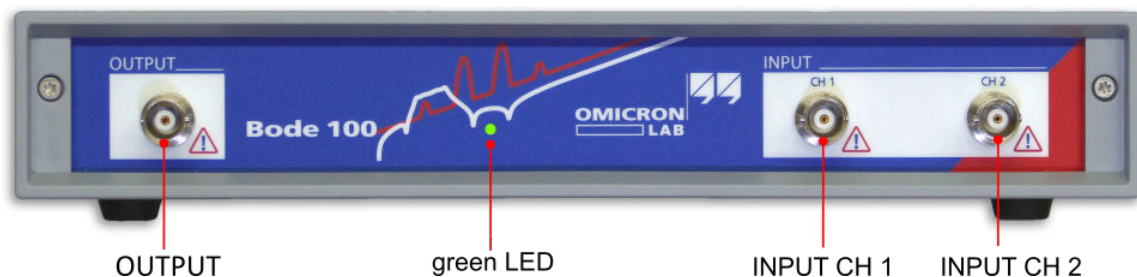 OUTPUT
INPUT
CH 1
CH 2
Bode 100
OMICRON
LAB
OUTPUT
green LED
INPUT CH 1
INPUT CH 2